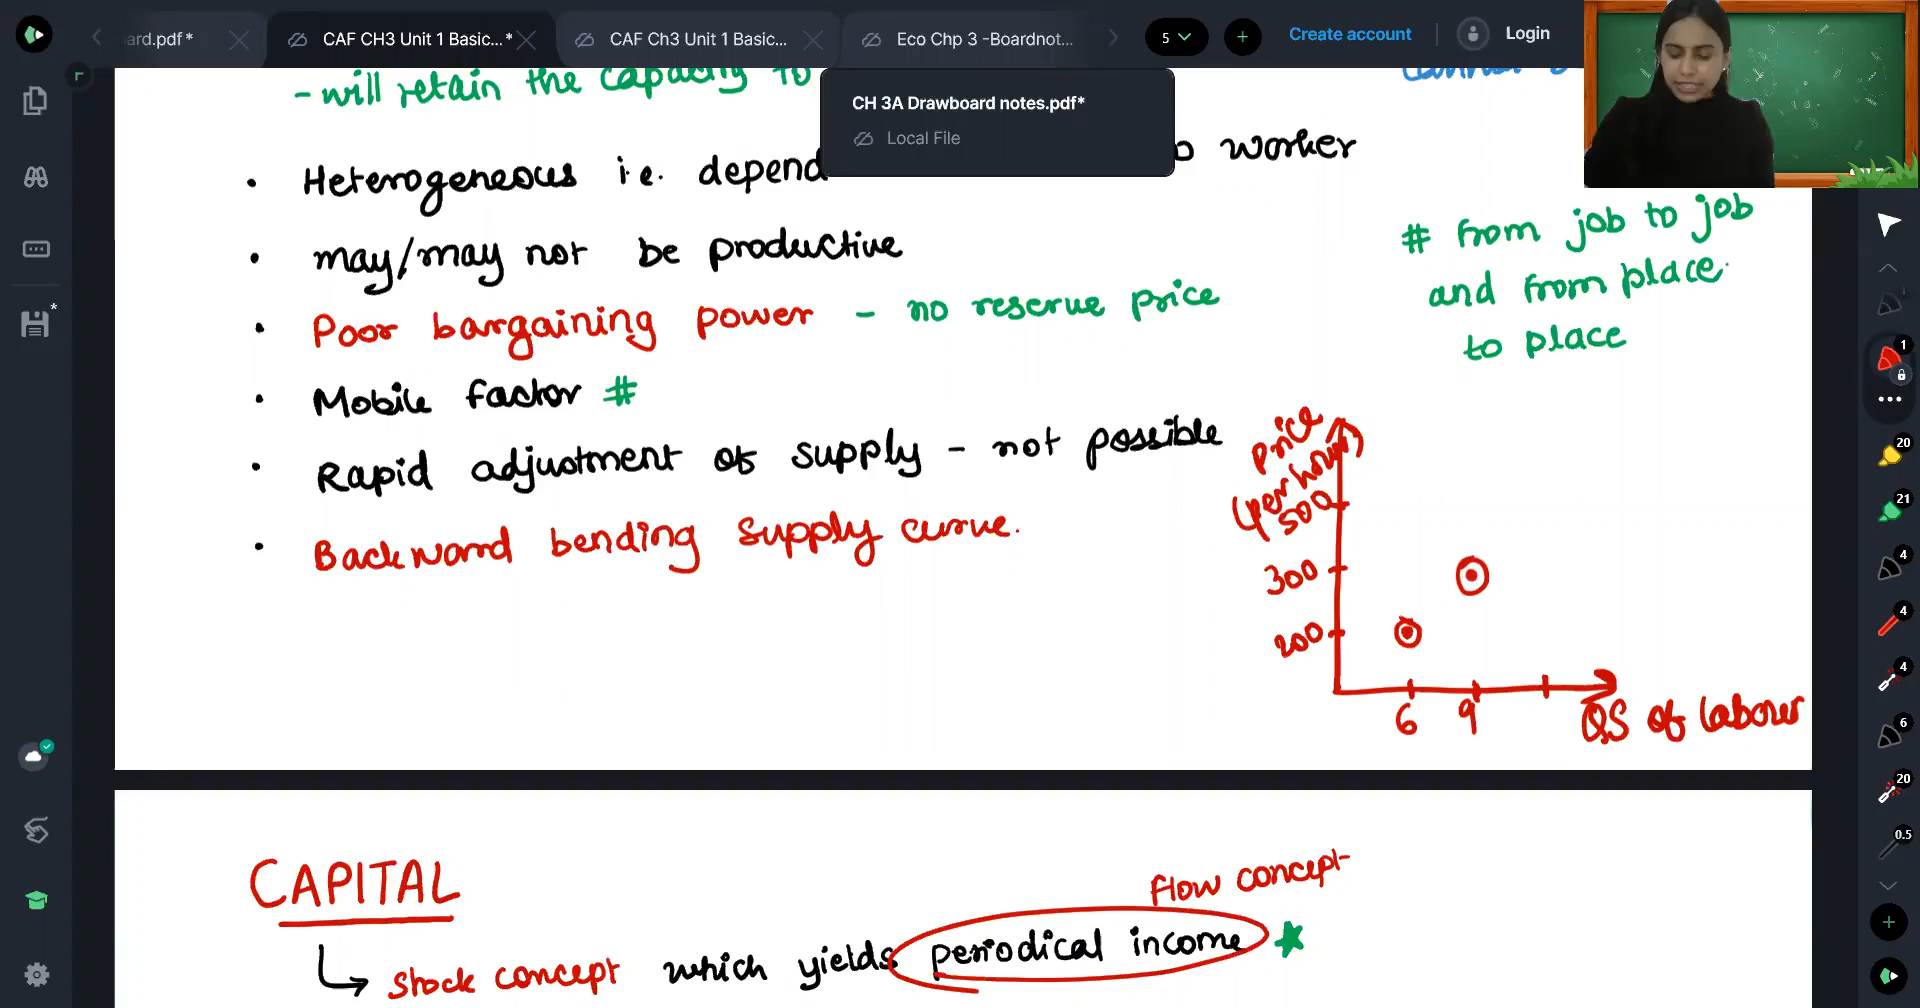 ard.pdf*
CAF CH3 Unit 1 Basic...*
CAF Ch3 Unit 1 Basic...
Eco Chp 3 -Boardnot...
5
Create account
Login
CH 3A Drawboard notes.pdf*
Local File
- will retain the capacity to
• Heterogeneous i.e. depend worker
• may/may not be productive
• Poor bargaining power - no reserve price
• Mobile factor #
• Rapid adjustment of supply - not possible
• Backward bending supply curve.
# from job to job
and from place
to place
Price
(per hour)
500
300
200
6 9
QS of labour
CAPITAL
flow concept
stock concept which yields periodical income
1
20
21
4
4
4
6
20
0.5